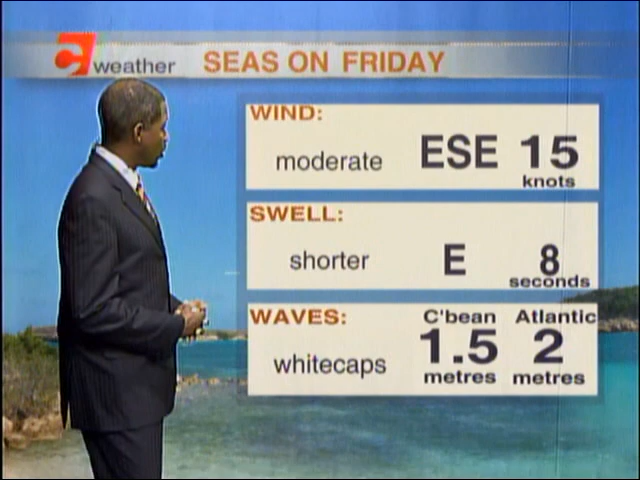 weather
SEAS ON FRIDAY
WIND:
moderate ESE 15
knots
SWELL:
shorter E 8
seconds
WAVES: C'bean Atlantic
whitecaps 1.5 2
metres metres